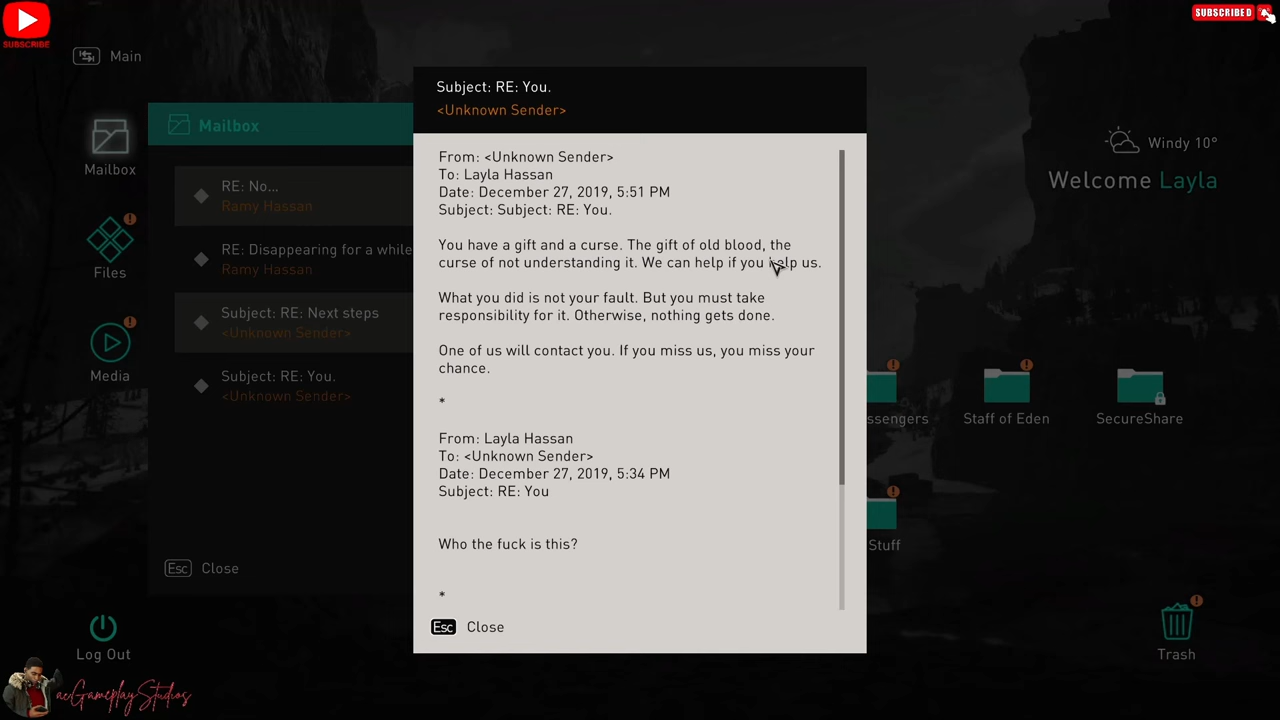 SUBSCRIBE
SUBSCRIBED
Main
Mailbox
Files
Media
Log Out
Mailbox
RE: No...
Ramy Hassan
RE: Disappearing for a while
Ramy Hassan
Subject: RE: Next steps
<Unknown Sender>
Subject: RE: You.
<Unknown Sender>
Esc Close
Subject: RE: You.
<Unknown Sender>
From: <Unknown Sender>
To: Layla Hassan
Date: December 27, 2019, 5:51 PM
Subject: Subject: RE: You.
You have a gift and a curse. The gift of old blood, the
curse of not understanding it. We can help if you help us.
What you did is not your fault. But you must take
responsibility for it. Otherwise, nothing gets done.
One of us will contact you. If you miss us, you miss your
chance.
*
From: Layla Hassan
To: <Unknown Sender>
Date: December 27, 2019, 5:34 PM
Subject: RE: You
Who the fuck is this?
*
Esc Close
Windy 10°
Welcome Layla
ssengers
Staff of Eden
SecureShare
Stuff
Trash
acGameplayStudios